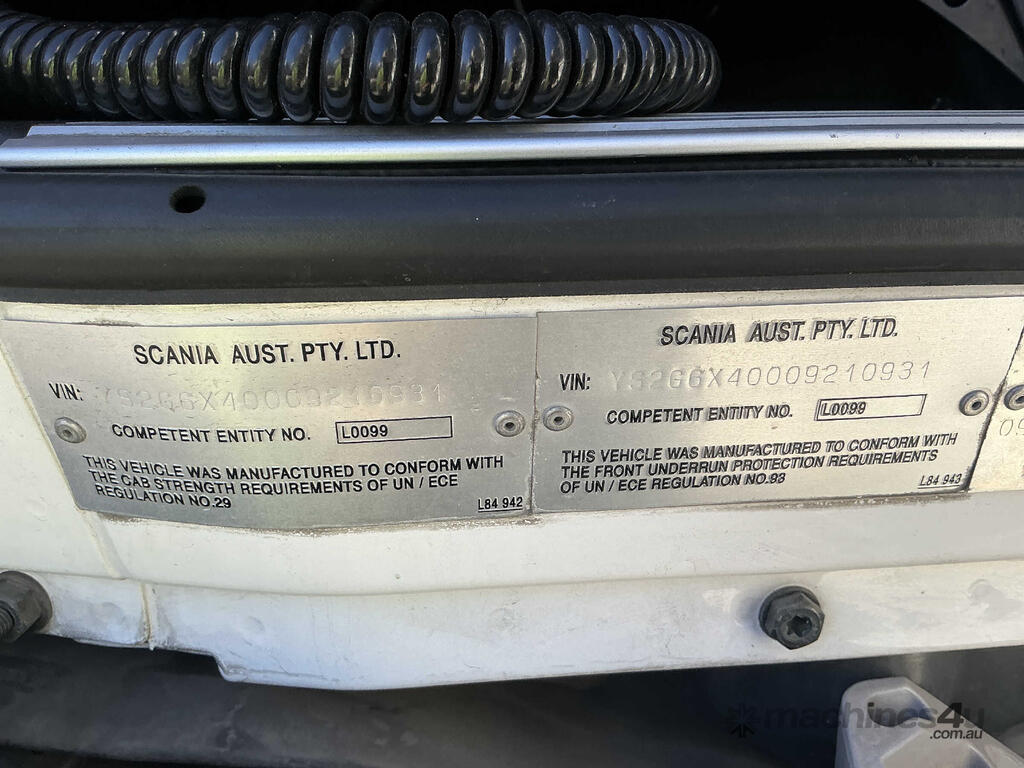 SCANIA AUST. PTY. LTD.
VIN: YS2G6X40009210931
COMPETENT ENTITY NO. L0099
THIS VEHICLE WAS MANUFACTURED TO CONFORM WITH
THE CAB STRENGTH REQUIREMENTS OF UN / ECE
REGULATION NO.29
L84 942
SCANIA AUST. PTY. LTD.
VIN: YS2G6X40009210931
COMPETENT ENTITY NO. L0099
THIS VEHICLE WAS MANUFACTURED TO CONFORM WITH
THE FRONT UNDERRUN PROTECTION REQUIREMENTS
OF UN / ECE REGULATION NO.93
L84 943
09
machines4u
.com.au